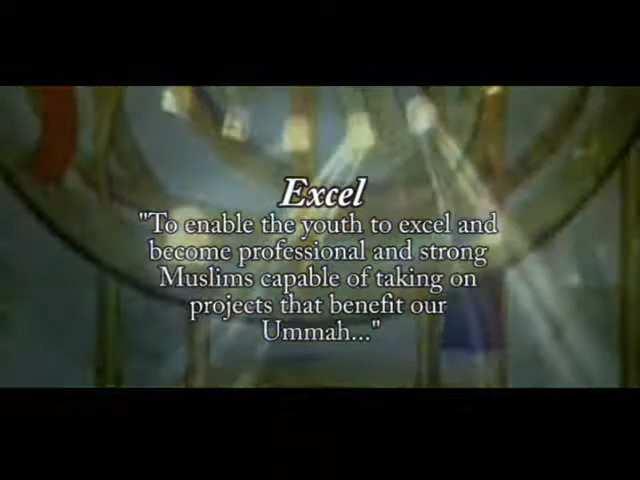 Excel
"To enable the youth to excel and
become professional and strong
Muslims capable of taking on
projects that benefit our
Ummah..."